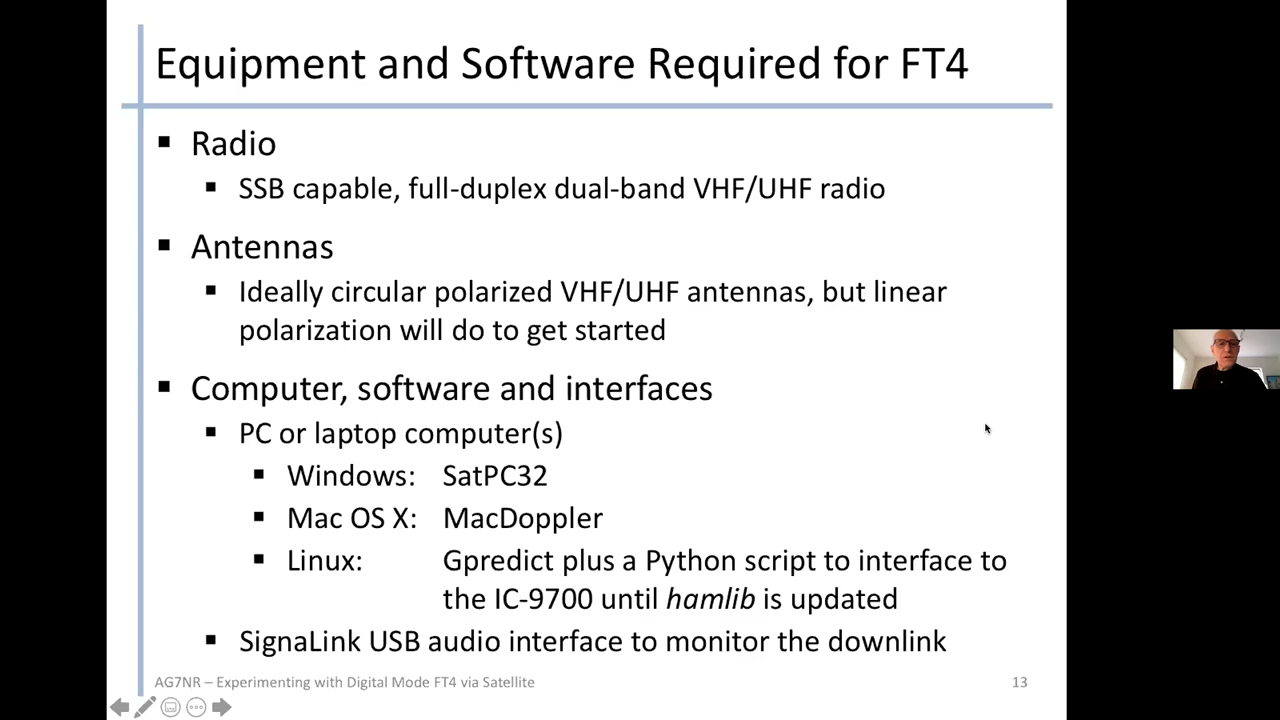 Equipment and Software Required for FT4
Radio
SSB capable, full-duplex dual-band VHF/UHF radio
Antennas
Ideally circular polarized VHF/UHF antennas, but linear
polarization will do to get started
Computer, software and interfaces
PC or laptop computer(s)
Windows: SatPC32
Mac OS X: MacDoppler
Linux: Gpredict plus a Python script to interface to
the IC-9700 until hamlib is updated
SignaLink USB audio interface to monitor the downlink
AG7NR – Experimenting with Digital Mode FT4 via Satellite 13